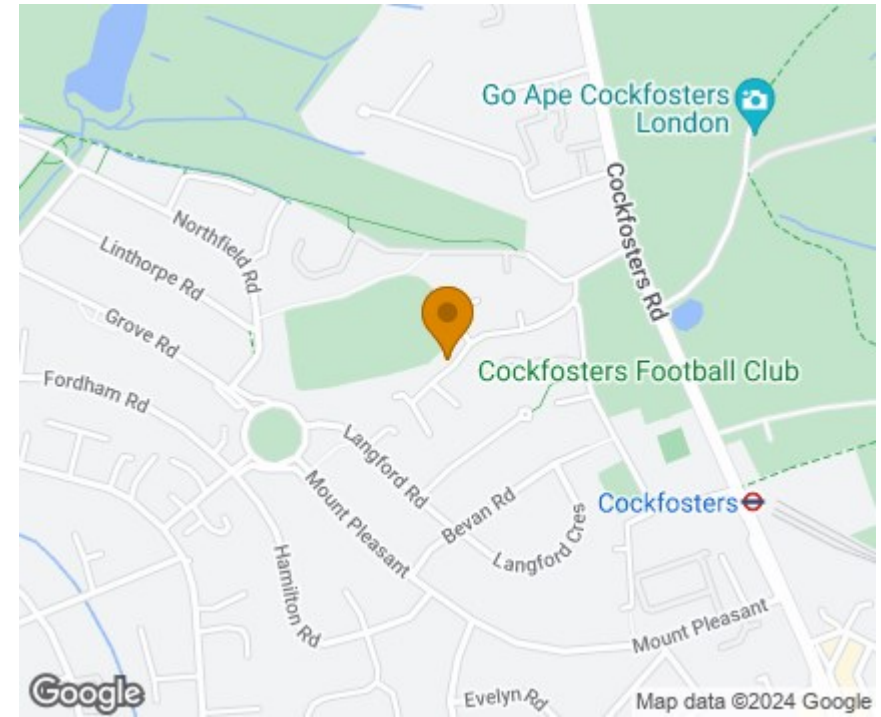 Go Ape Cockfosters
London
Cockfosters Rd
Northfield Rd
Linthorpe Rd
Grove Rd
Fordham Rd
Cockfosters Football Club
Langford Rd
Mount Pleasant
Bevan Rd
Langford Cres
Cockfosters
Hamilton Rd
Mount Pleasant
Evelyn Rd
Google
Map data ©2024 Google